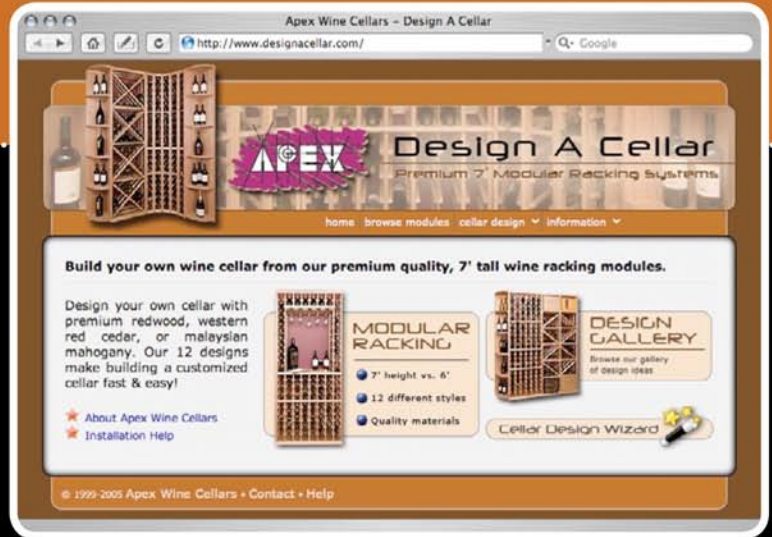 Apex Wine Cellars – Design A Cellar
http://www.designacellar.com/
Google
APEX
Design A Cellar
Premium 7' Modular Racking Systems
home browse modules cellar design information
Build your own wine cellar from our premium quality, 7' tall wine racking modules.
Design your own cellar with
premium redwood, western
red cedar, or malaysian
mahogany. Our 12 designs
make building a customized
cellar fast & easy!
About Apex Wine Cellars
Installation Help
MODULAR
RACKING
7' height vs. 6'
12 different styles
Quality materials
DESIGN
GALLERY
Browse our gallery
of design ideas
Cellar Design Wizard
© 1999-2005 Apex Wine Cellars • Contact • Help